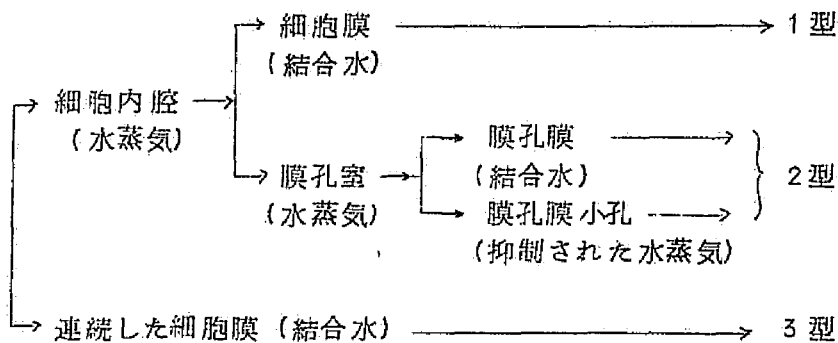 細胞膜 1型
(結合水)
細胞内腔
(水蒸気)
膜孔室 膜孔膜 2型
(水蒸気) (結合水)
膜孔膜小孔
(抑制された水蒸気)
連続した細胞膜 (結合水) 3型